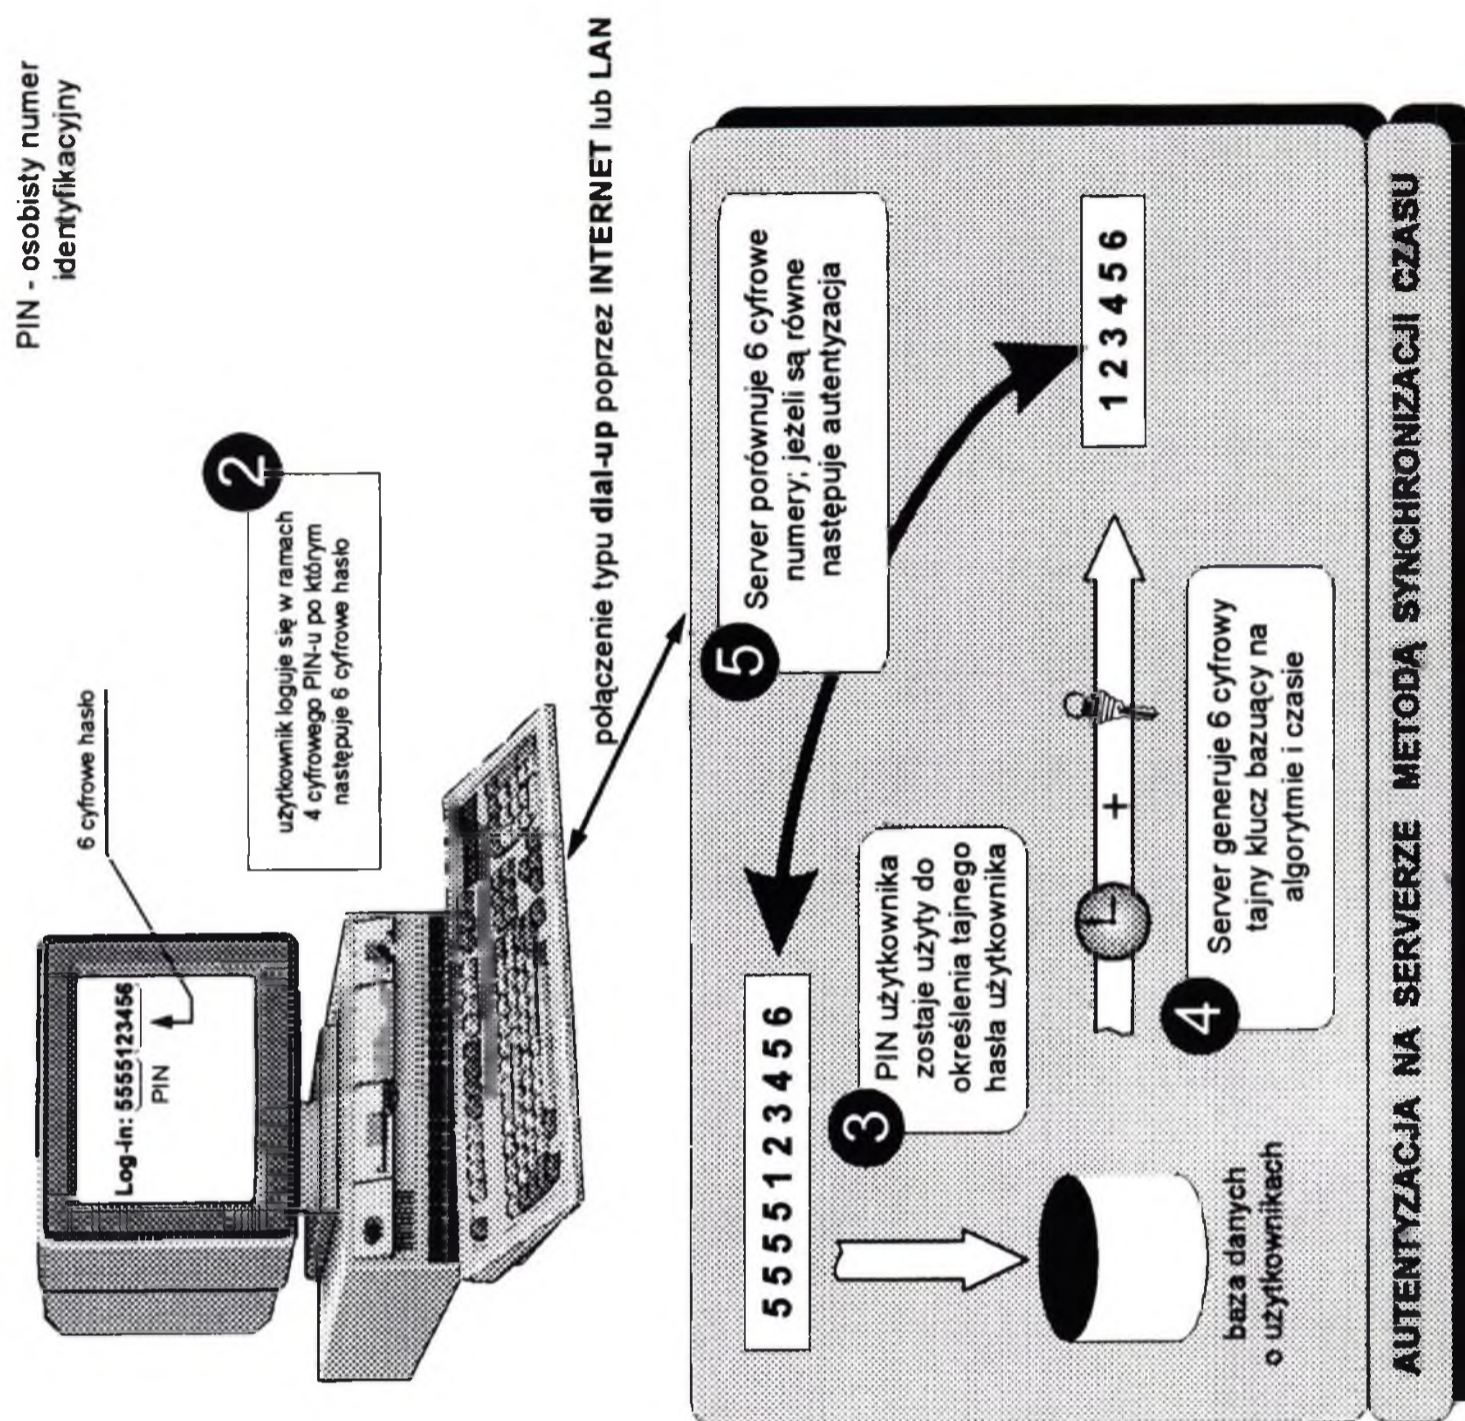 PIN - osobisty numer
identyfikacyjny
6 cyfrowe hasło
Log-in: 5555123456
PIN
2
użytkownik loguje się w ramach
4 cyfrowego PIN-u po którym
następuje 6 cyfrowe hasło
połączenie typu dial-up poprzez INTERNET lub LAN
5
Server porównuje 6 cyfrowe
numery; jeżeli są równe
następuje autentyzacja
5 5 5 5 1 2 3 4 5 6
1 2 3 4 5 6
3
PIN użytkownika
zostaje użyty do
określenia tajnego
hasła użytkownika
+
4
Server generuje 6 cyfrowy
tajny klucz bazujący na
algorytmie i czasie
baza danych
o użytkownikach
AUTENTYZACJA NA SERVERZE METODĄ SYNCHRONIZACJI CZASU